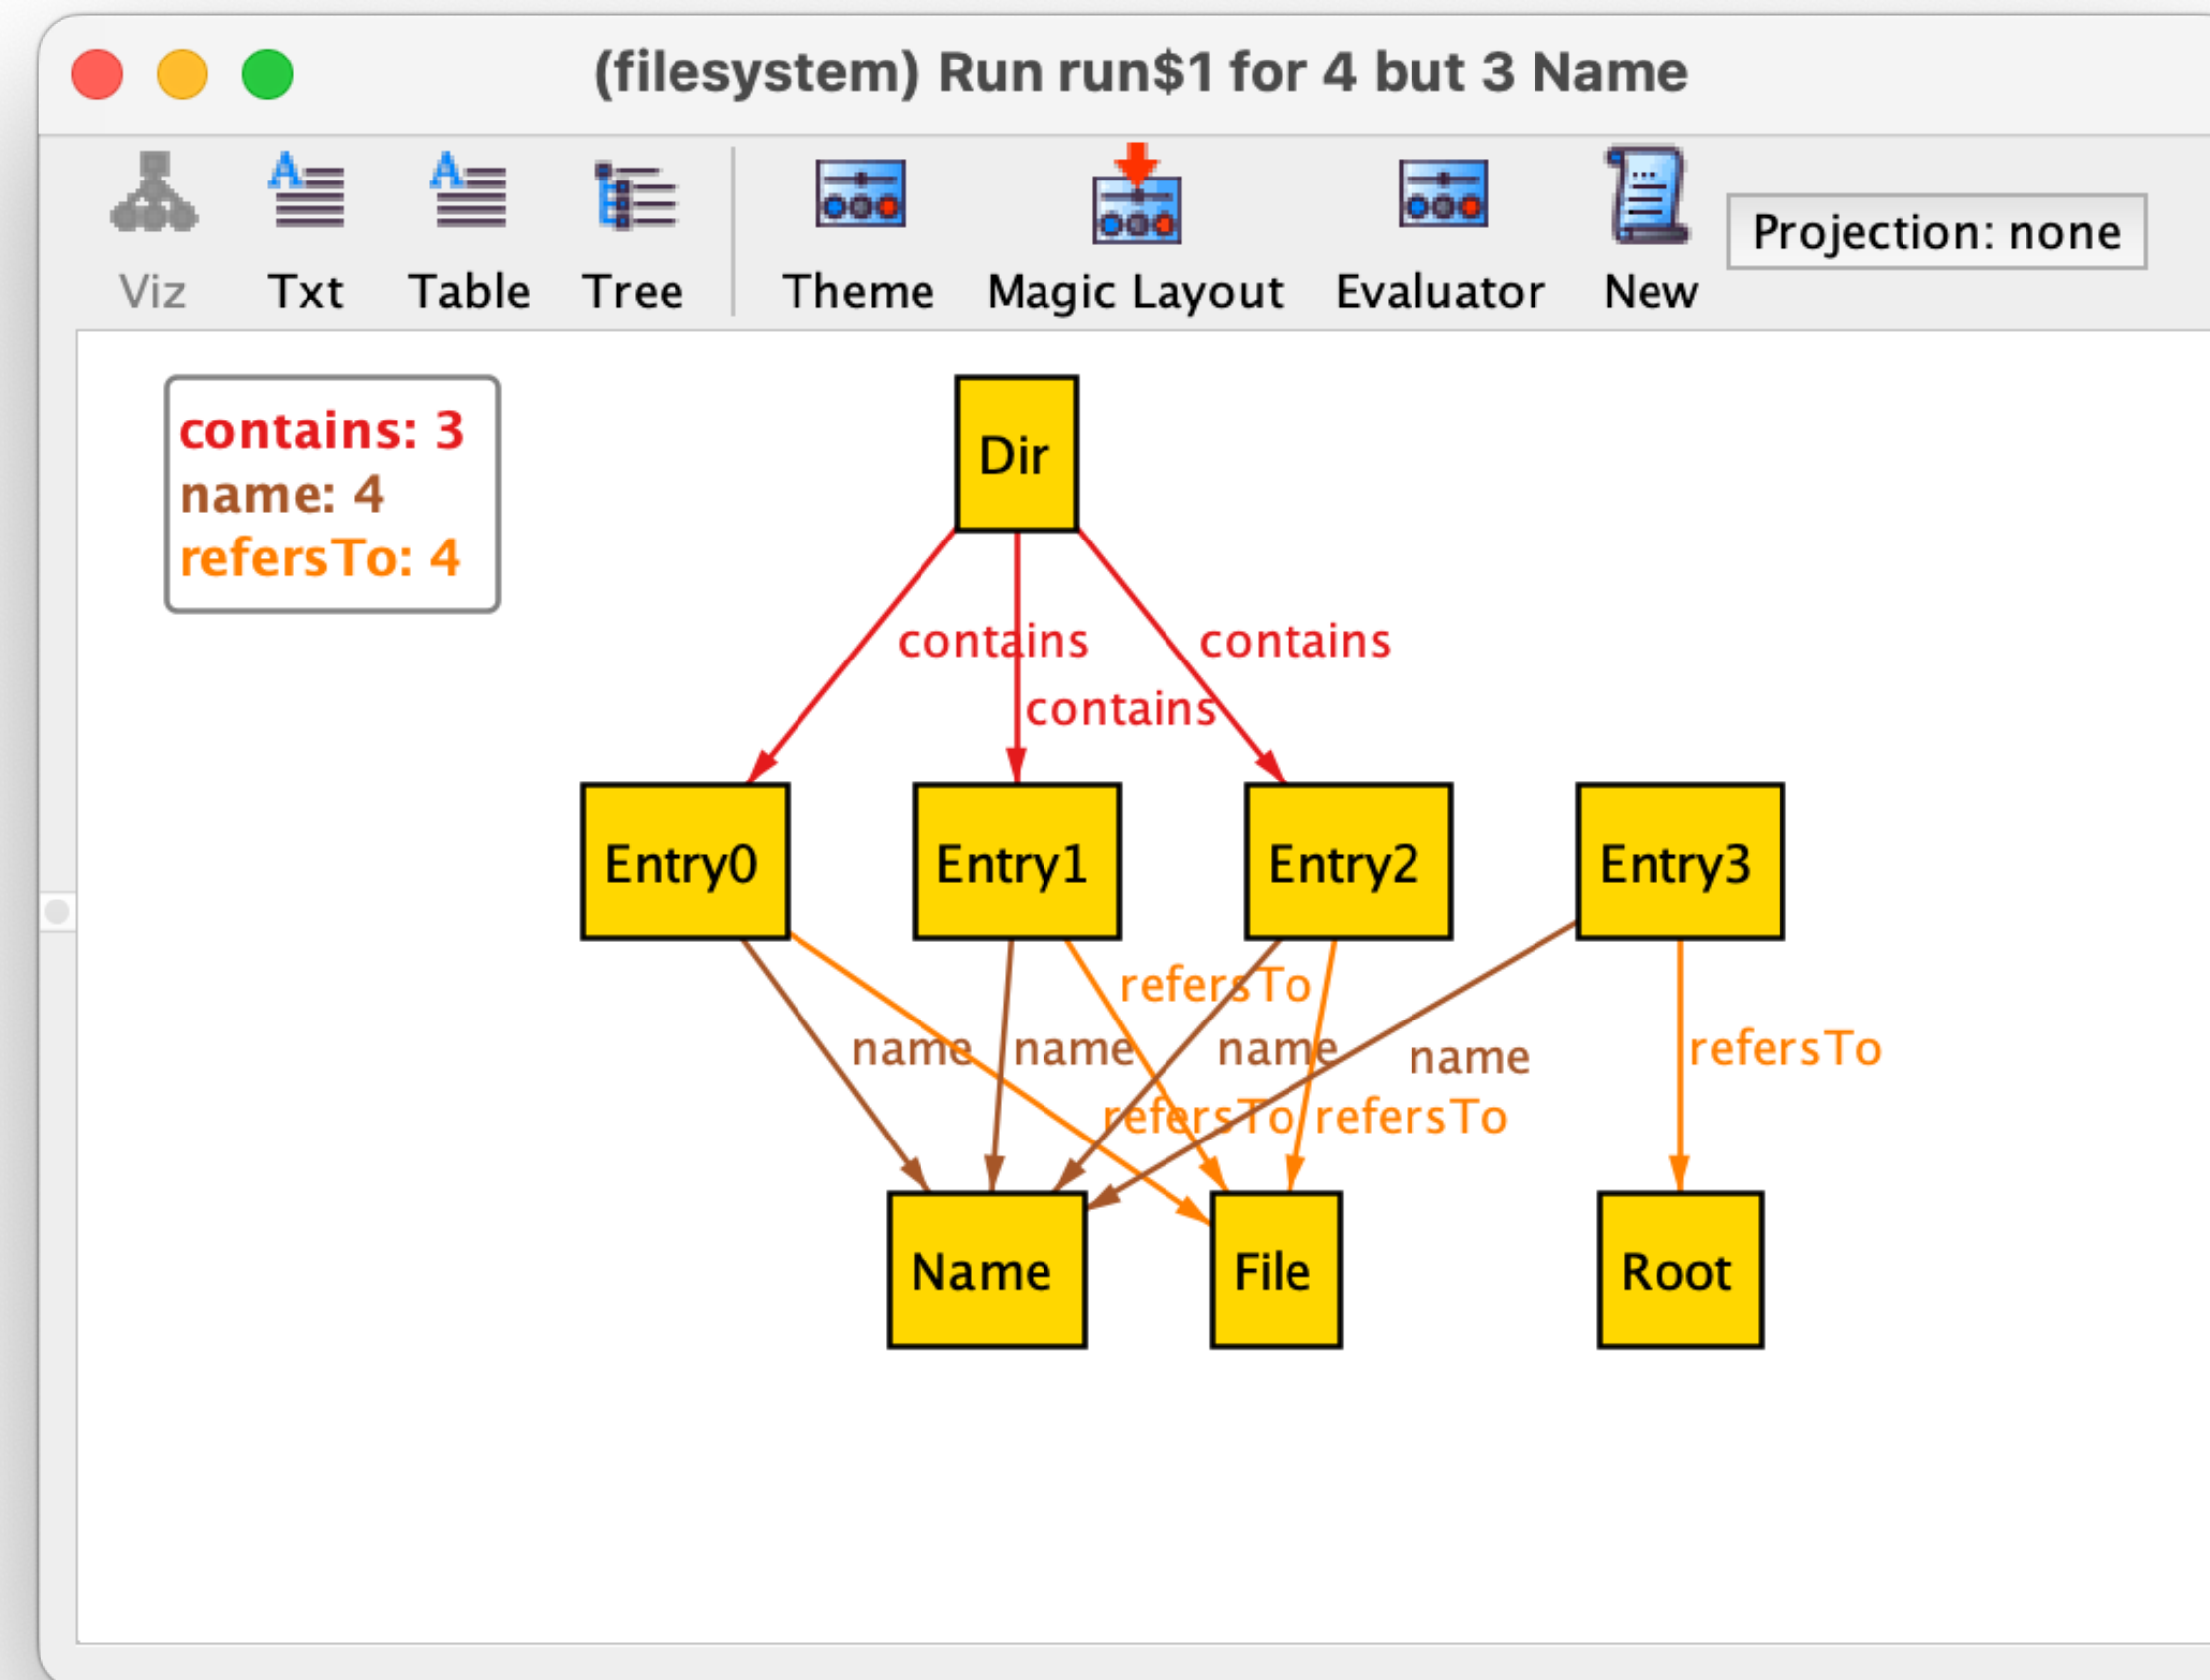 (filesystem) Run run$1 for 4 but 3 Name
Viz Txt Table Tree Theme Magic Layout Evaluator New Projection: none
contains: 3
name: 4
refersTo: 4
Dir
contains contains
contains
Entry0 Entry1 Entry2 Entry3
refersTo
name name name name refersTo
refersTo refersTo
Name File Root